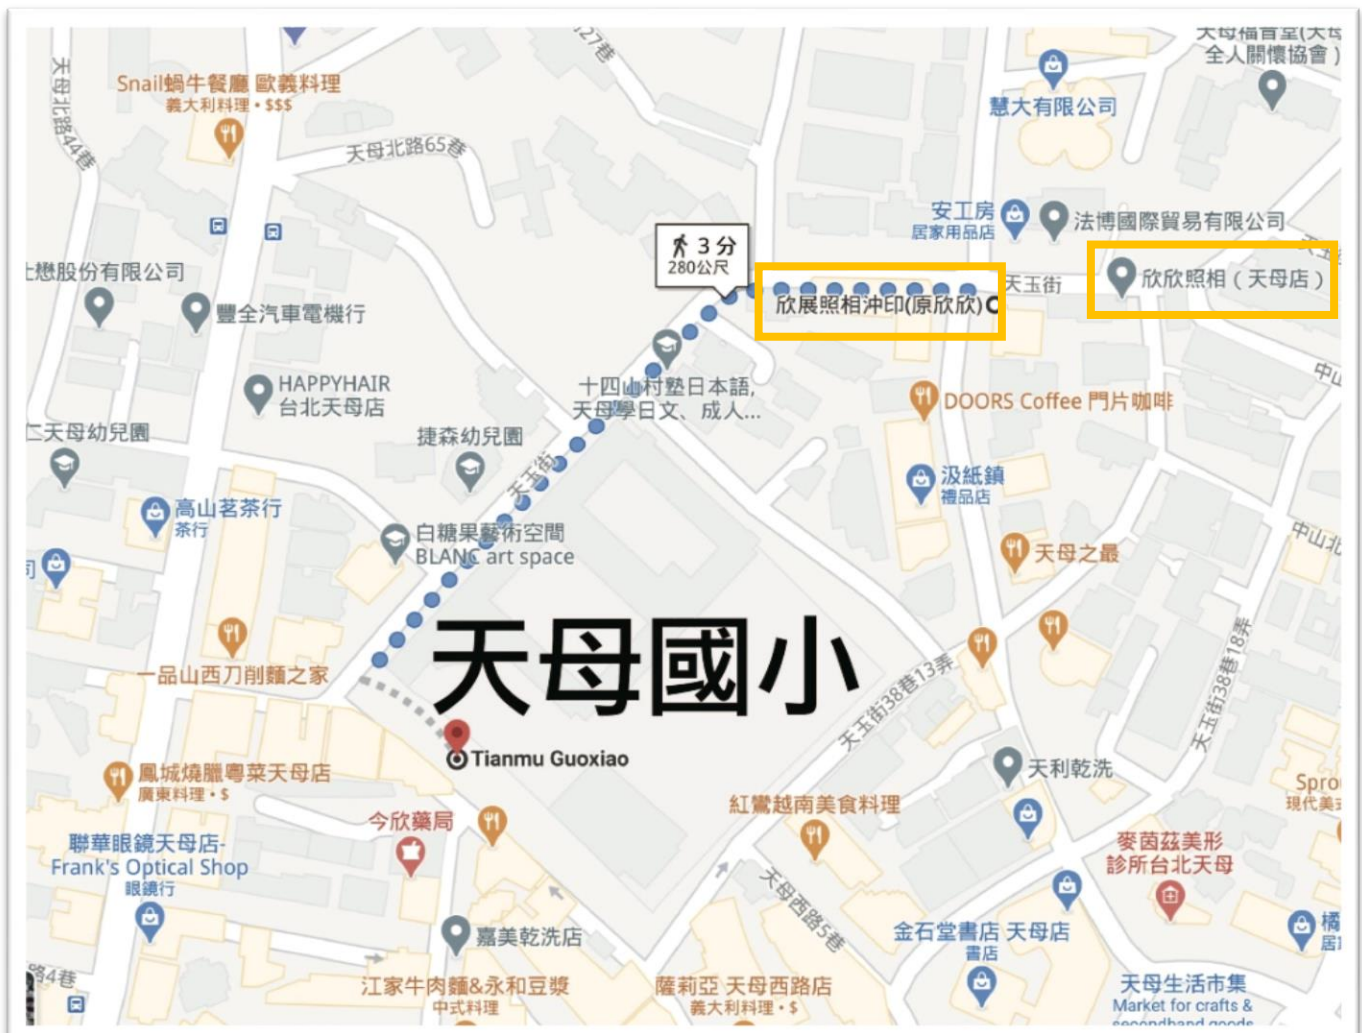 27巷
天母福音堂(天母
全人關懷協會)
Snail蝸牛餐廳 歐義料理
義大利料理・$$$
慧大有限公司
天母北路44巷
天母北路65巷
安工房
居家用品店
法博國際貿易有限公司
3 分
280公尺
天玉街
欣欣照相（天母店）
欣展照相沖印(原欣欣)
懋股份有限公司
豐全汽車電機行
HAPPYHAIR
台北天母店
十四山村塾日本語,
天母學日文、成人...
DOORS Coffee 門片咖啡
仁天母幼兒園
捷森幼兒園
天玉街
汲紙鎮
禮品店
高山茗茶行
茶行
白糖果藝術空間
BLANC art space
天母之最
中山北
司
天母國小
一品山西刀削麵之家
天玉街38巷13弄
天玉街38巷18弄
Tianmu Guoxiao
天利乾洗
鳳城燒臘粵菜天母店
廣東料理・$
今欣藥局
紅鸞越南美食料理
Spro
現代美
聯華眼鏡天母店-
Frank's Optical Shop
眼鏡行
麥茵茲美形
診所台北天母
天母西路5巷
嘉美乾洗店
金石堂書店 天母店
書店
橘
居
路4巷
江家牛肉麵&永和豆漿
中式料理
薩莉亞 天母西路店
義大利料理・$
天母生活市集
Market for crafts &
secondhand goods